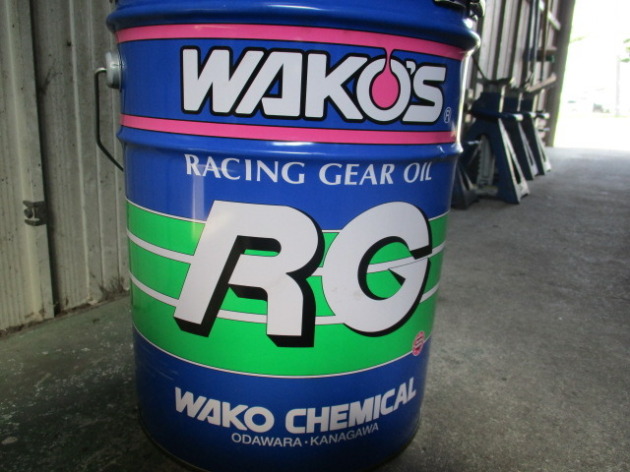 WAKO'S
RACING GEAR OIL
RG
WAKO CHEMICAL
ODAWARA・KANAGAWA